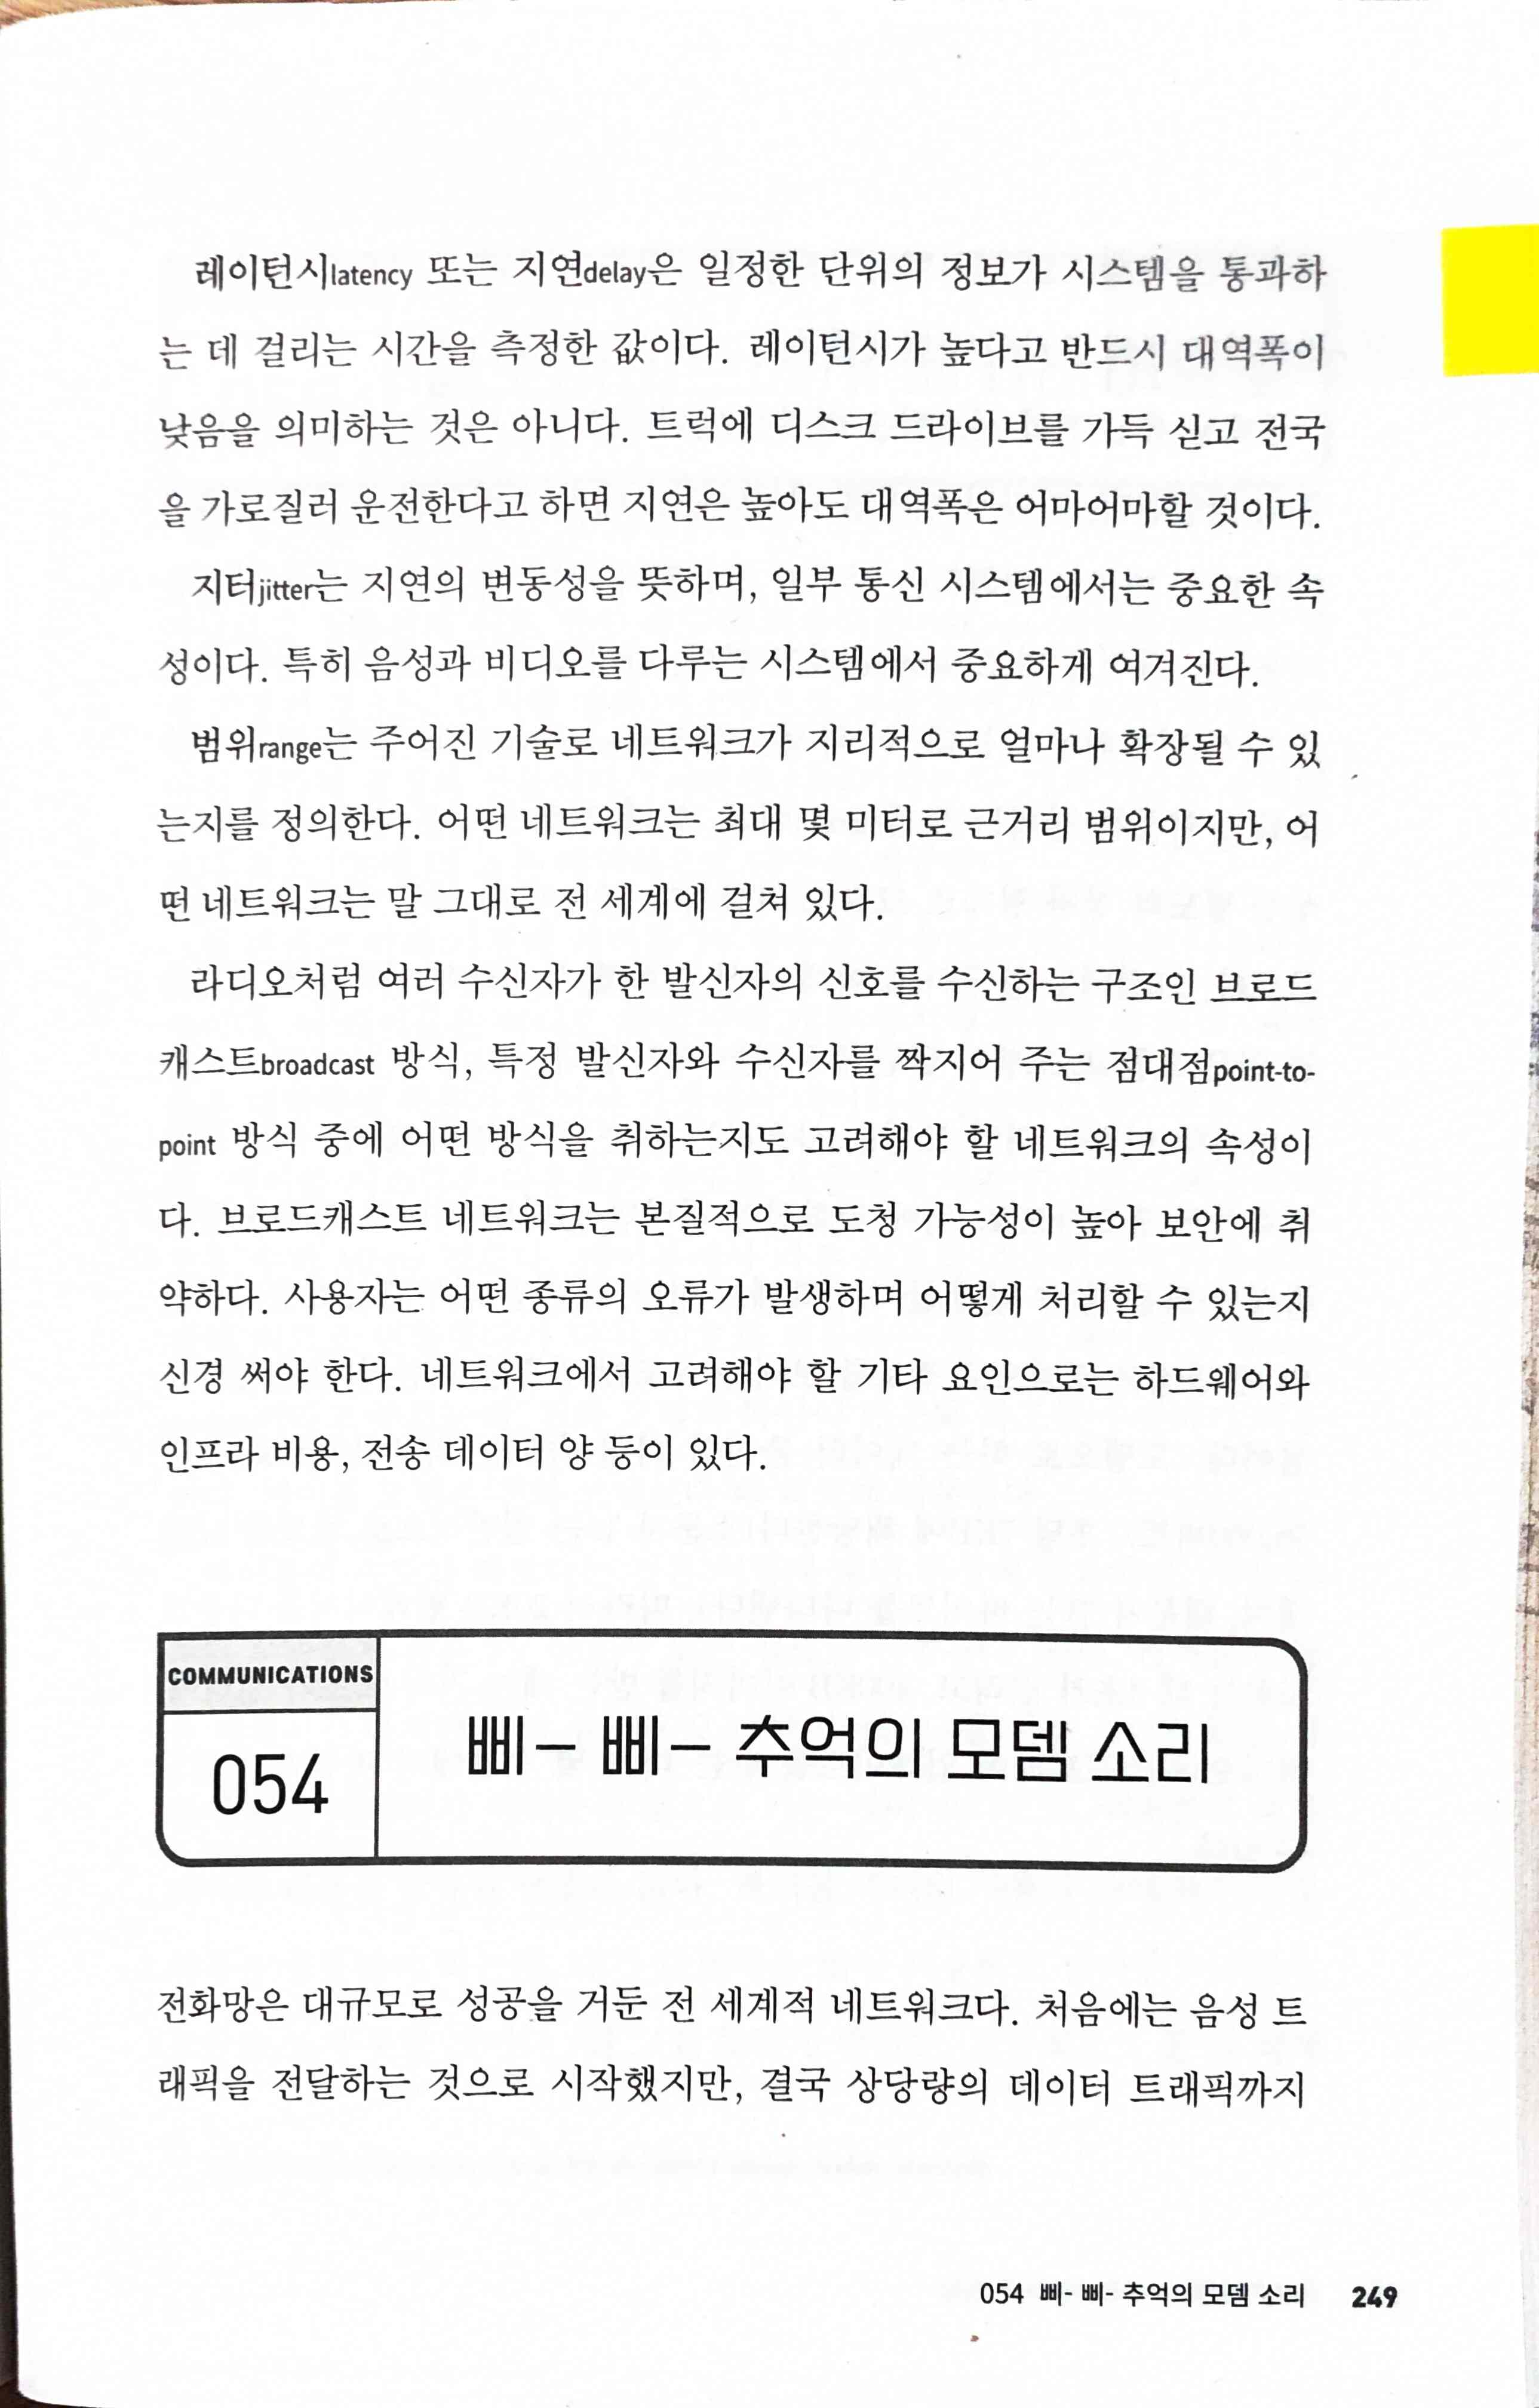 레이턴시latency 또는 지연delay은 일정한 단위의 정보가 시스템을 통과하
는 데 걸리는 시간을 측정한 값이다. 레이턴시가 높다고 반드시 대역폭이
낮음을 의미하는 것은 아니다. 트럭에 디스크 드라이브를 가득 싣고 전국
을 가로질러 운전한다고 하면 지연은 높아도 대역폭은 어마어마할 것이다.
지터jitter는 지연의 변동성을 뜻하며, 일부 통신 시스템에서는 중요한 속
성이다. 특히 음성과 비디오를 다루는 시스템에서 중요하게 여겨진다.
범위range는 주어진 기술로 네트워크가 지리적으로 얼마나 확장될 수 있
는지를 정의한다. 어떤 네트워크는 최대 몇 미터로 근거리 범위이지만, 어
떤 네트워크는 말 그대로 전 세계에 걸쳐 있다.
라디오처럼 여러 수신자가 한 발신자의 신호를 수신하는 구조인 브로드
캐스트broadcast 방식, 특정 발신자와 수신자를 짝지어 주는 점대점point-to-
point 방식 중에 어떤 방식을 취하는지도 고려해야 할 네트워크의 속성이
다. 브로드캐스트 네트워크는 본질적으로 도청 가능성이 높아 보안에 취
약하다. 사용자는 어떤 종류의 오류가 발생하며 어떻게 처리할 수 있는지
신경 써야 한다. 네트워크에서 고려해야 할 기타 요인으로는 하드웨어와
인프라 비용, 전송 데이터 양 등이 있다.
COMMUNICATIONS
054
삐- 삐- 추억의 모뎀 소리
전화망은 대규모로 성공을 거둔 전 세계적 네트워크다. 처음에는 음성 트
래픽을 전달하는 것으로 시작했지만, 결국 상당량의 데이터 트래픽까지
054 삐- 삐- 추억의 모뎀 소리 249